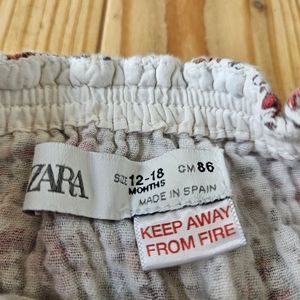 ZARA
SIZE 12-18 MONTHS CM 86
MADE IN SPAIN
KEEP AWAY
FROM FIRE